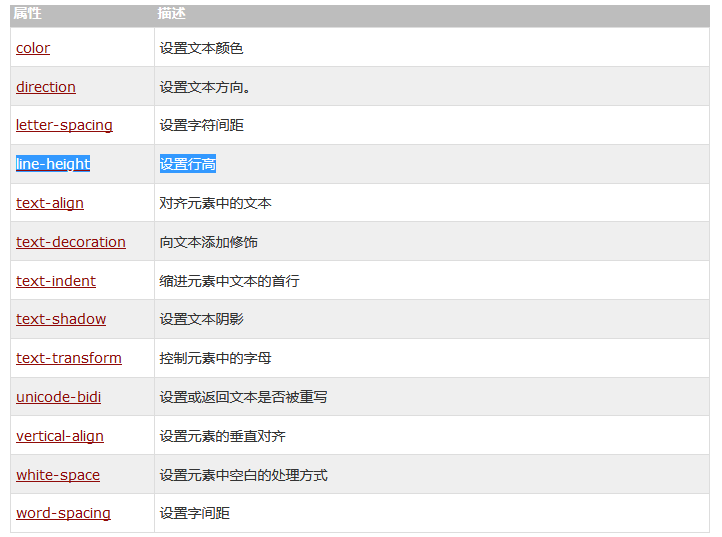 属性 描述
color 设置文本颜色
direction 设置文本方向。
letter-spacing 设置字符间距
line-height 设置行高
text-align 对齐元素中的文本
text-decoration 向文本添加修饰
text-indent 缩进元素中文本的首行
text-shadow 设置文本阴影
text-transform 控制元素中的字母
unicode-bidi 设置或返回文本是否被重写
vertical-align 设置元素的垂直对齐
white-space 设置元素中空白的处理方式
word-spacing 设置字间距